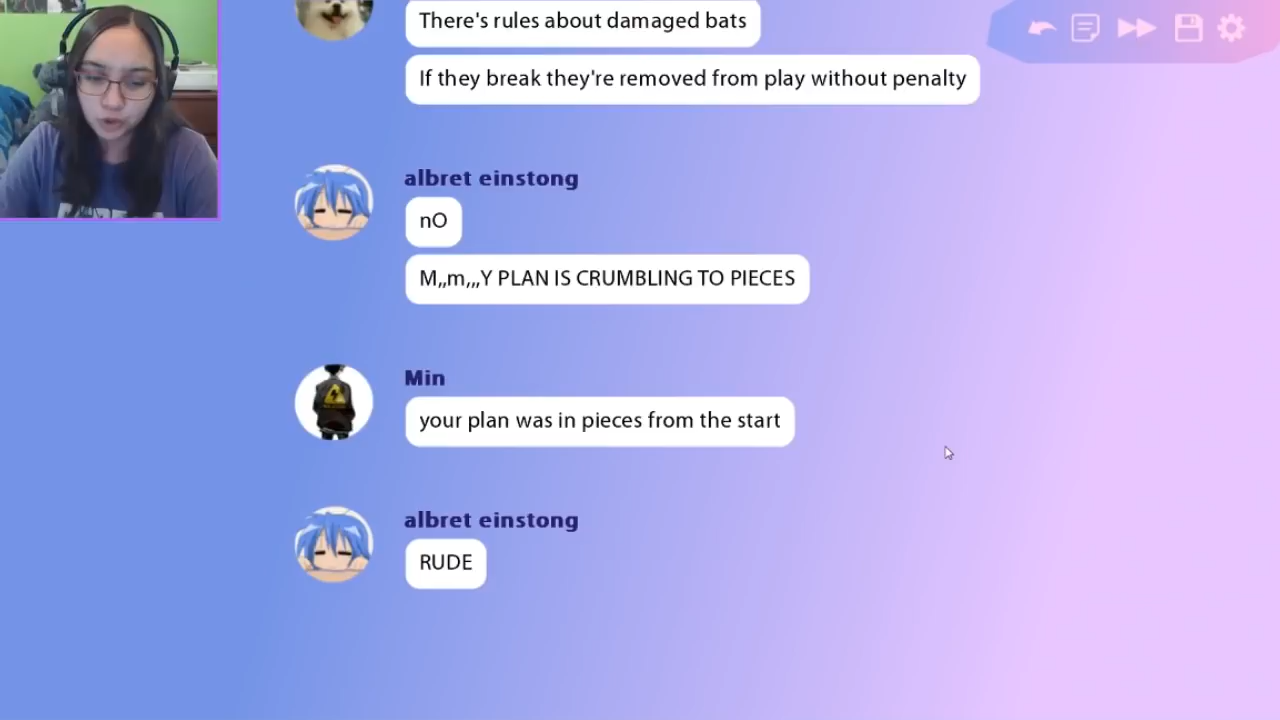 There's rules about damaged bats
If they break they're removed from play without penalty
albret einstong
nO
M,,m,,,Y PLAN IS CRUMBLING TO PIECES
Min
your plan was in pieces from the start
albret einstong
RUDE